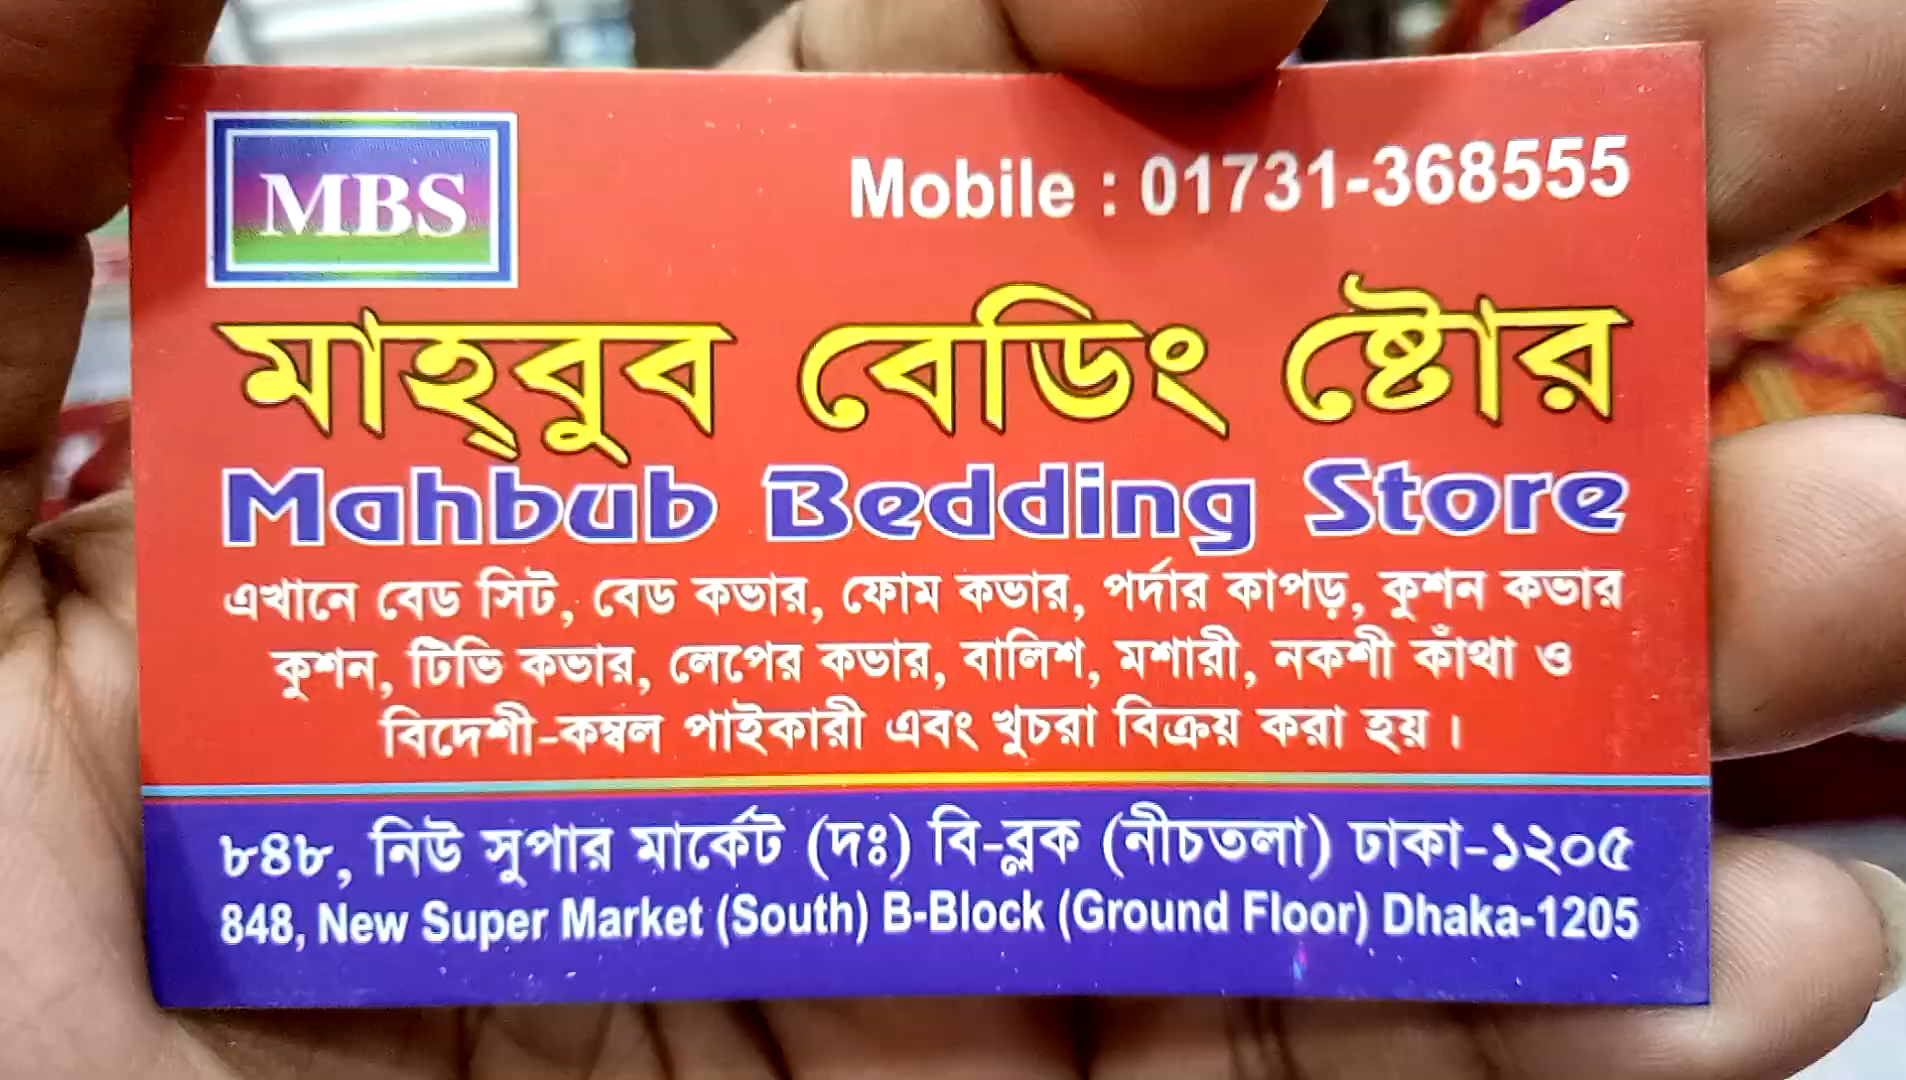 MBS
Mobile : 01731-368555
মাহ্বুব বেডিং ষ্টোর
Mahbub Bedding Store
এখানে বেড সিট, বেড কভার, ফোম কভার, পর্দার কাপড়, কুশন কভার
কুশন, টিভি কভার, লেপের কভার, বালিশ, মশারী, নকশী কাঁথা ও
বিদেশী-কম্বল পাইকারী এবং খুচরা বিক্রয় করা হয়।
৮৪৮, নিউ সুপার মার্কেট (দঃ) বি-ব্লক (নীচতলা) ঢাকা-১২০৫
848, New Super Market (South) B-Block (Ground Floor) Dhaka-1205